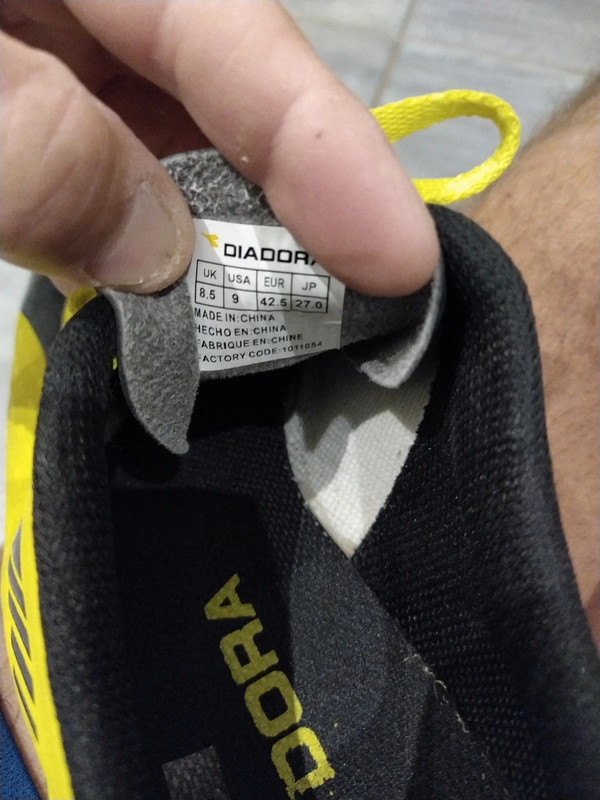 DIADORA
UK USA EUR JP
8.5 9 42.5 27.0
MADE IN:CHINA
HECHO EN:CHINA
FABRIQUE EN:CHINE
FACTORY CODE:1011054
DORA